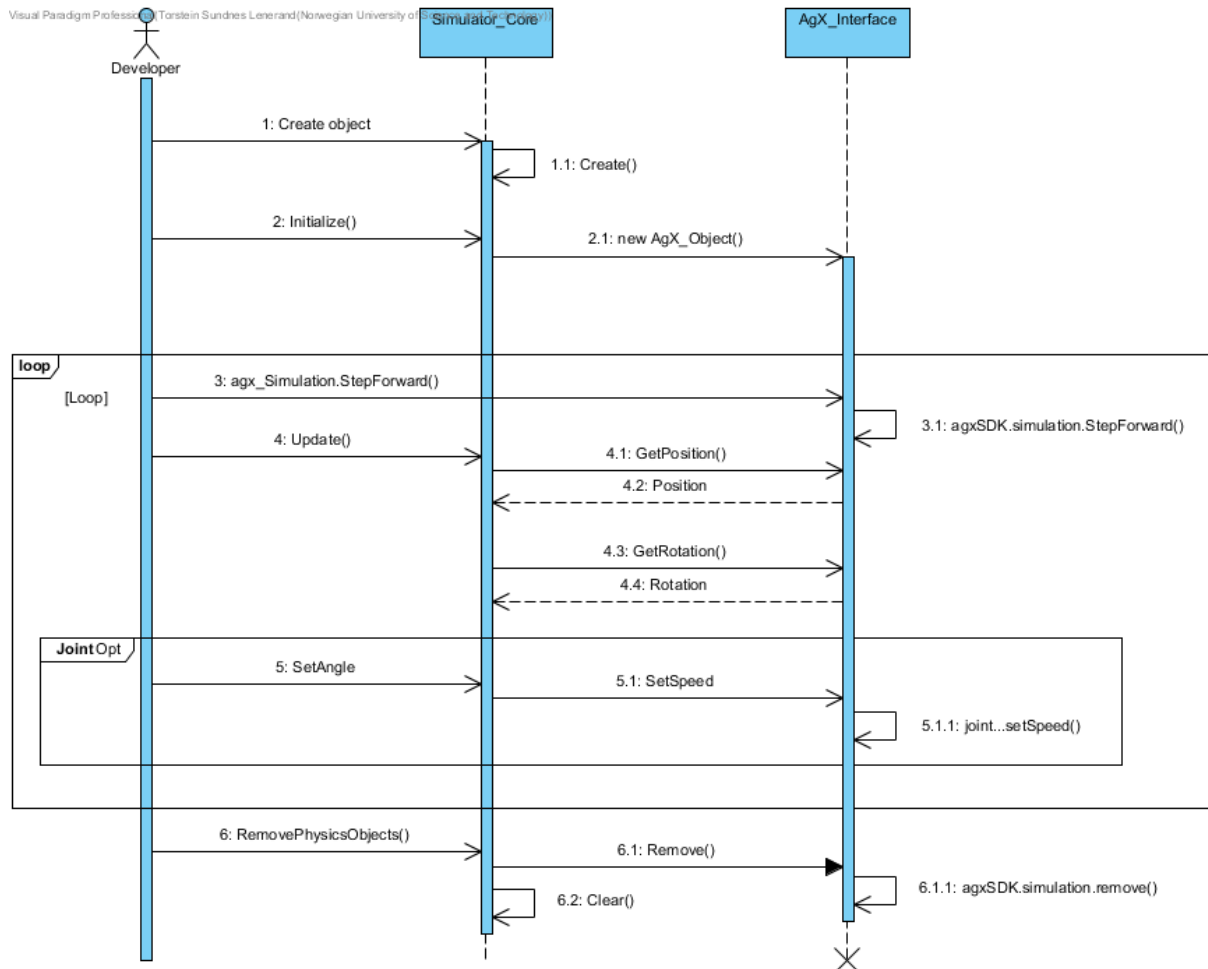 Visual Paradigm Professional(Torstein Sundnes Lenerand(Norwegian University of Science and Technology))
Simulator_Core
AgX_Interface
Developer
1: Create object
1.1: Create()
2: Initialize()
2.1: new AgX_Object()
loop
[Loop]
3: agx_Simulation.StepForward()
3.1: agxSDK.simulation.StepForward()
4: Update()
4.1: GetPosition()
4.2: Position
4.3: GetRotation()
4.4: Rotation
Joint Opt
5: SetAngle
5.1: SetSpeed
5.1.1: joint...setSpeed()
6: RemovePhysicsObjects()
6.1: Remove()
6.1.1: agxSDK.simulation.remove()
6.2: Clear()